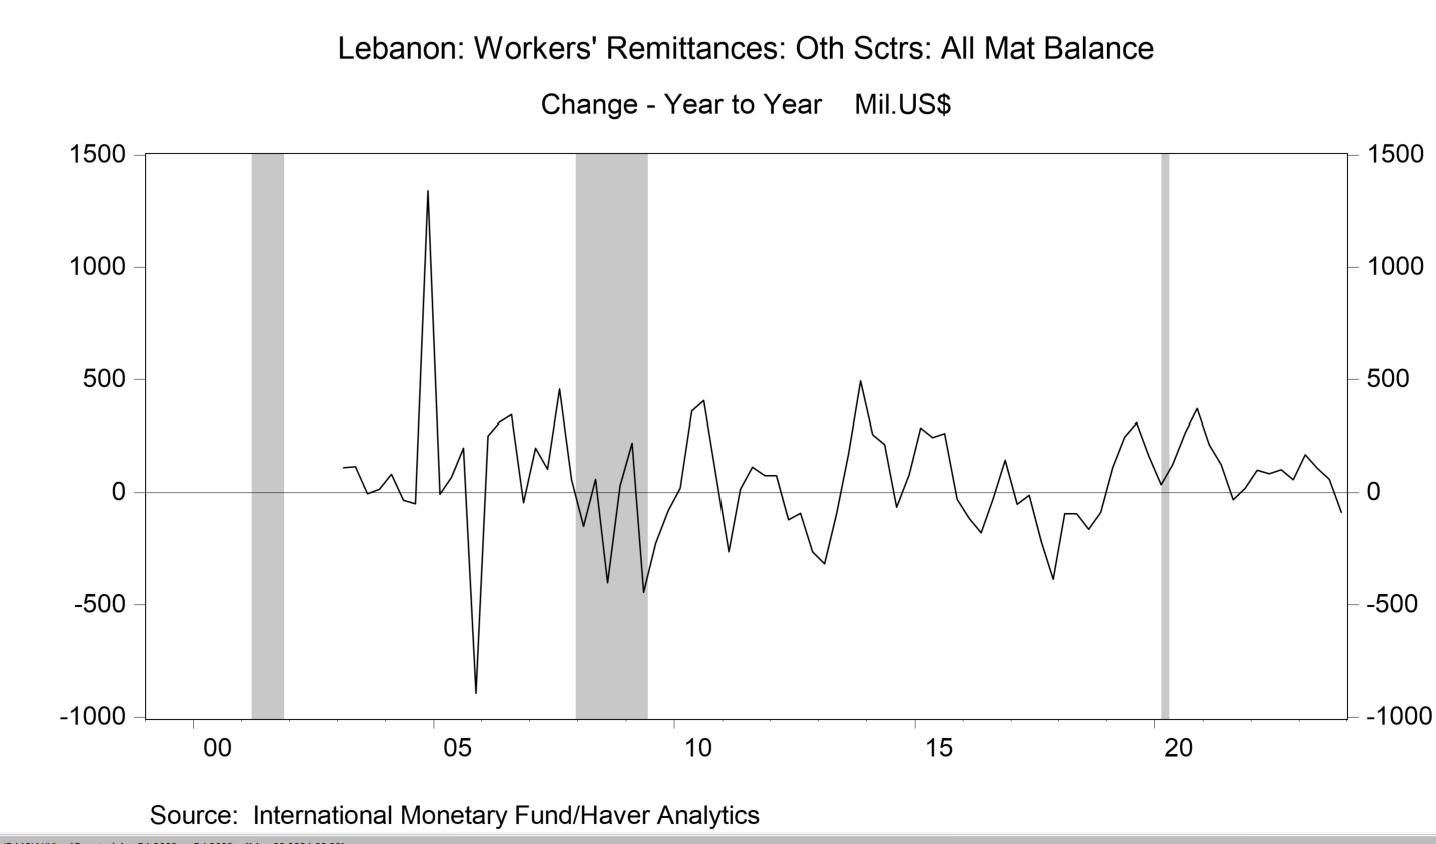 Lebanon: Workers' Remittances: Oth Sctrs: All Mat Balance
Change - Year to Year Mil.US$
1500 1500
1000 1000
500 500
0 0
-500 -500
-1000 -1000
00 05 10 15 20
Source: International Monetary Fund/Haver Analytics